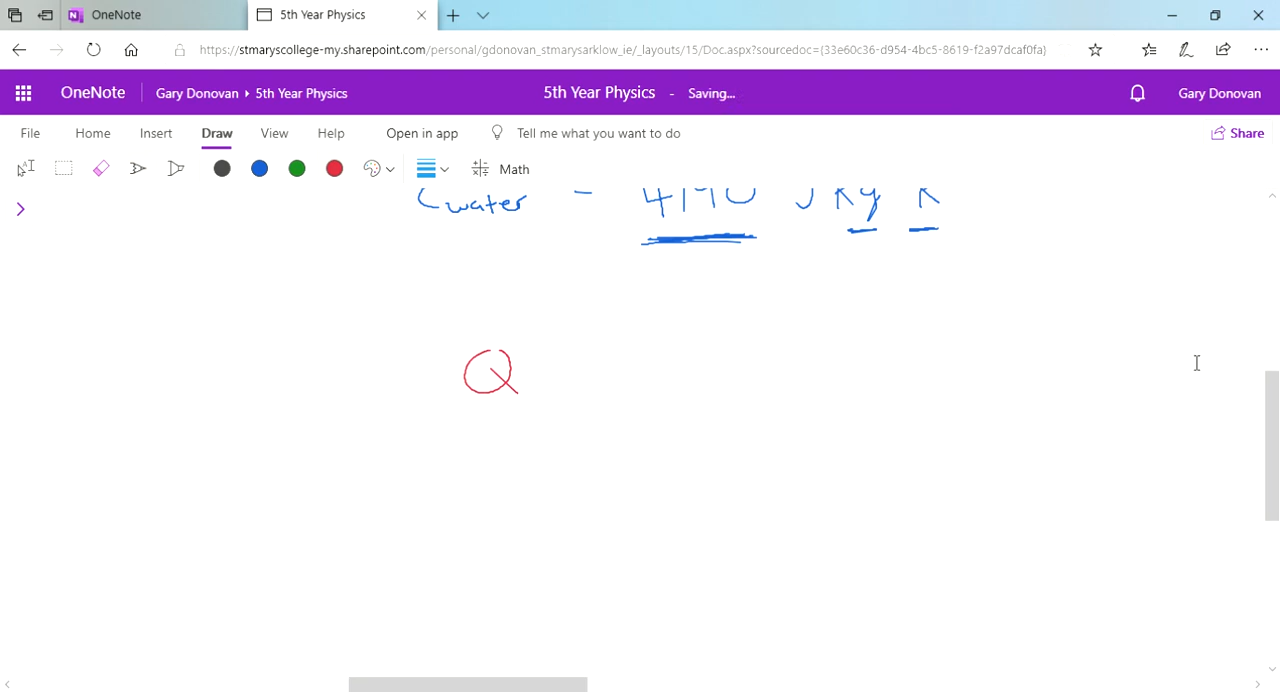 OneNote
5th Year Physics
https://stmaryscollege-my.sharepoint.com/personal/gdonovan_stmarysarklow_ie/_layouts/15/Doc.aspx?sourcedoc={33e60c36-d954-4bc5-8619-f2a97dcaf0fa}
OneNote Gary Donovan ▸ 5th Year Physics 5th Year Physics - Saving... Gary Donovan
File Home Insert Draw View Help Open in app Tell me what you want to do Share
Math
C water = 4190 J Kg K
Q